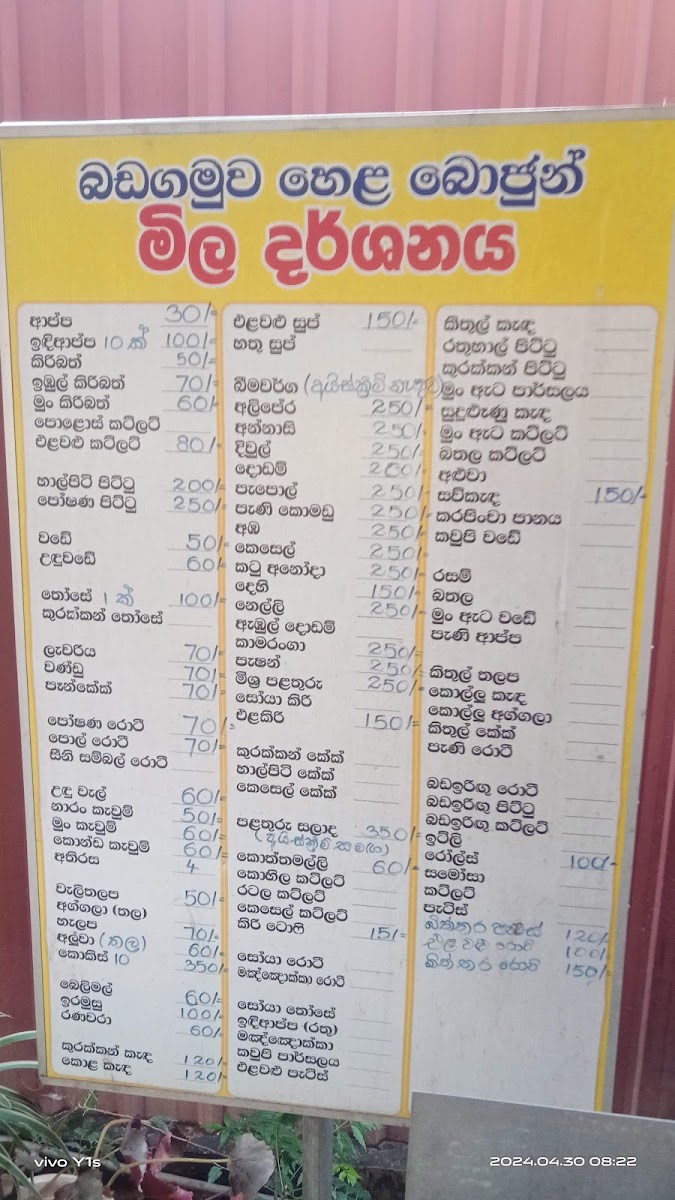 බඩගමුව හෙළ බොජුන්
මිල දර්ශනය
ආප්ප 30/-
ඉඳිආප්ප 10 ක් 100/-
කිරිබත් 50/-
ඉඹුල් කිරිබත් 70/-
මුං කිරිබත් 60/-
පොළොස් කට්ලට්
එළවළු කට්ලට් 80/-
හාල්පිටි පිට්ටු 200/-
පෝෂණ පිට්ටු 250/-
වඩේ 50/-
උඳුවඩේ 60/-
තෝසේ 1 ක් 100/-
කුරක්කන් තෝසේ
ලැවරිය 70/-
වණ්ඩු 70/-
පෑන්කේක් 70/-
පෝෂණ රොටි 70/-
පොල් රොටි 70/-
සීනි සම්බල් රොටි
උඳු වැල් 60/-
නාරං කැවුම් 50/-
මුං කැවුම් 60/-
කොන්ඩ කැවුම් 60/-
අතිරස 4
වැලිතලප 50/-
අග්ගලා (තල)
හැලප 70/-
අලුවා (තල) 60/-
කොකිස් 10 350/-
බෙලිමල් 60/-
ඉරමුසු 100/-
රණවරා 60/-
කුරක්කන් කැඳ 120/-
කොළ කැඳ 120/-
එළවළු සුප් 150/-
හතු සුප්
බීමවර්ග (අයිස්ක්‍රීම් නැතුව)
අලිපේර 250/-
අන්නාසි 250/-
දිවුල් 250/-
දොඩම් 200/-
පැපොල් 250/-
පැණි කොමඩු 250/-
අඹ 250/-
කෙසෙල් 250/-
කටු අනෝදා 250/-
දෙහි 150/-
නෙල්ලි 250/-
ඇඹුල් දොඩම්
කාමරංගා 250/-
පැෂන් 250/-
මිශ්‍ර පළතුරු 250/-
සෝයා කිරි
එළකිරි 150/-
කුරක්කන් කේක්
හාල්පිටි කේක්
කෙසෙල් කේක්
පළතුරු සලාද 350/-
(අයිස්ක්‍රීම් සමඟ)
කොත්තමල්ලි 60/-
කොහිල කට්ලට්
රටල කට්ලට්
කෙසෙල් කට්ලට්
කිරි ටොෆි 15/-
සෝයා රොටි
මඤ්ඤොක්කා රොටි
සෝයා තෝසේ
ඉඳිආප්ප (රතු)
මඤ්ඤොක්කා
කවුපි පාර්සලය
එළවළු පැටිස්
කිතුල් කැඳ
රතුහාල් පිට්ටු
කුරක්කන් පිට්ටු
මුං ඇට පාර්සලය
සුදුළූණු කැඳ
මුං ඇට කට්ලට්
බතල කට්ලට්
අළුවා
සව්කැඳ 150/-
කරපිංචා පානය
කවුපි වඩේ
රසම්
බතල
මුං ඇට වඩේ
පැණි ආප්ප
කිතුල් තලප
කොල්ලු කැඳ
කොල්ලු අග්ගලා
කිතුල් කේක්
පැණි රොටි
බඩඉරිඟු රොටි
බඩඉරිඟු පිට්ටු
බඩඉරිඟු කට්ලට්
ඉට්ලි
රෝල්ස් 100/-
සමෝසා
කට්ලට්
පැටිස්
බිත්තර පැටිස් 120/-
එළවළු රොටි 100/-
බිත්තර රොටි 150/-
vivo Y1s
2024.04.30 08:22